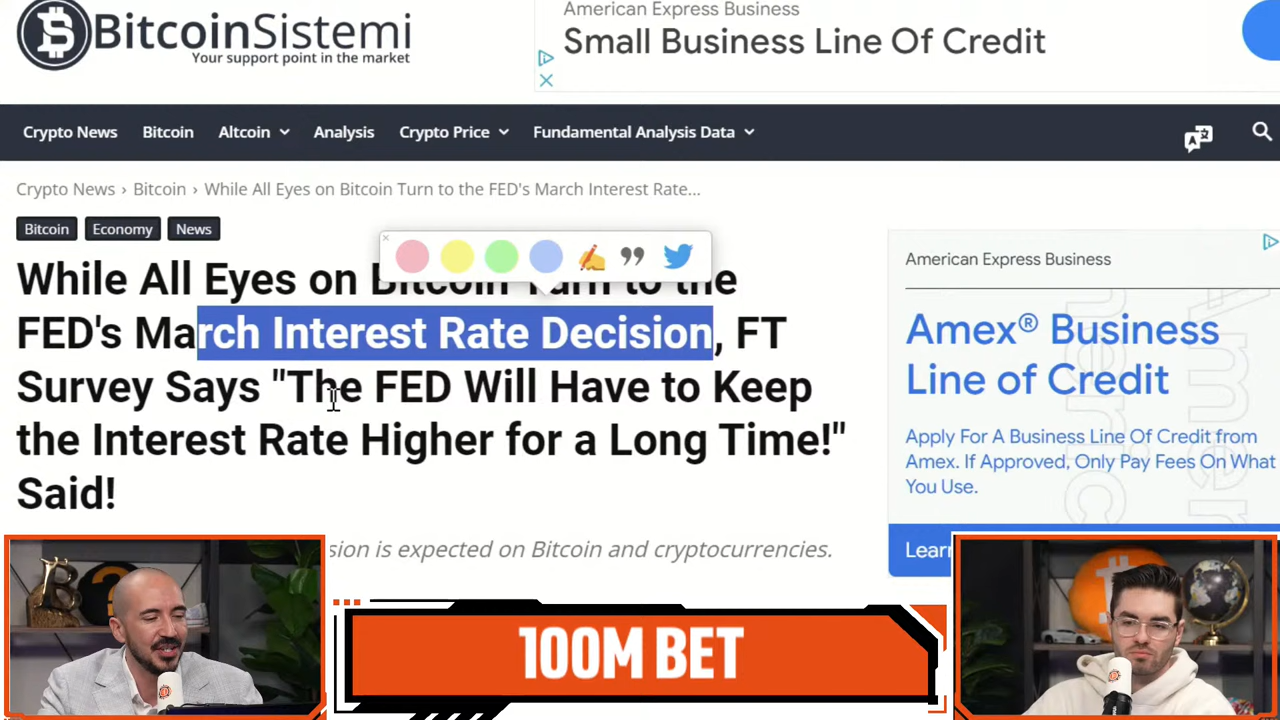 BitcoinSistemi
Your support point in the market
American Express Business
Small Business Line Of Credit
Crypto News Bitcoin Altcoin Analysis Crypto Price Fundamental Analysis Data
Crypto News › Bitcoin › While All Eyes on Bitcoin Turn to the FED's March Interest Rate...
Bitcoin Economy News
While All Eyes on Bitcoin Turn to the
FED's March Interest Rate Decision, FT
Survey Says "The FED Will Have to Keep
the Interest Rate Higher for a Long Time!"
Said!
is expected on Bitcoin and cryptocurrencies.
American Express Business
Amex® Business
Line of Credit
Apply For A Business Line Of Credit from
Amex. If Approved, Only Pay Fees On What
You Use.
100M BET